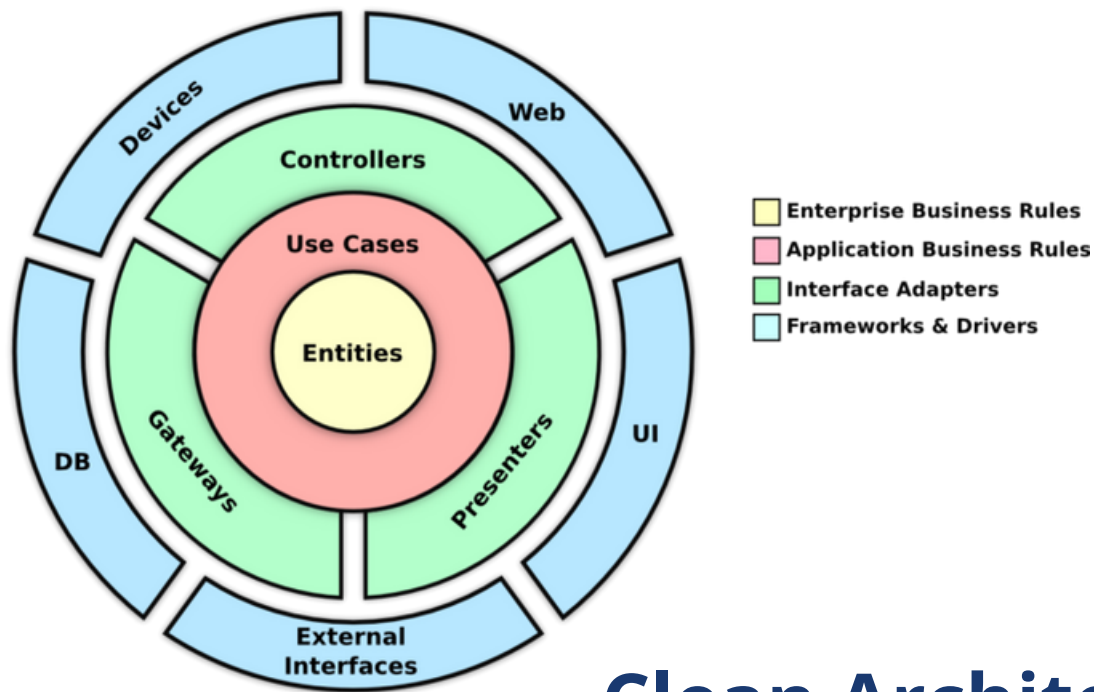 Devices
Web
Controllers
Use Cases
Entities
Gateways
Presenters
DB
UI
External
Interfaces
Enterprise Business Rules
Application Business Rules
Interface Adapters
Frameworks & Drivers
Clean